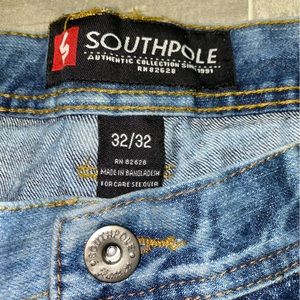 SOUTHPOLE
AUTHENTIC COLLECTION SINCE 1991
RN 82628
32/32
RN 82628
MADE IN BANGLADESH
FOR CARE SEE OVER
SOUTHPOLE